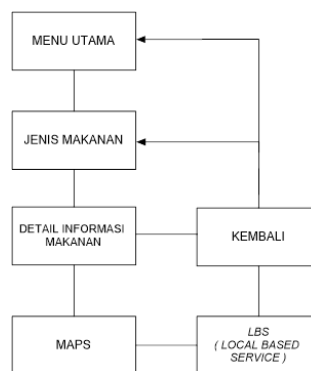 MENU UTAMA
JENIS MAKANAN
DETAIL INFORMASI
MAKANAN
KEMBALI
MAPS
LBS
( LOCAL BASED
SERVICE )